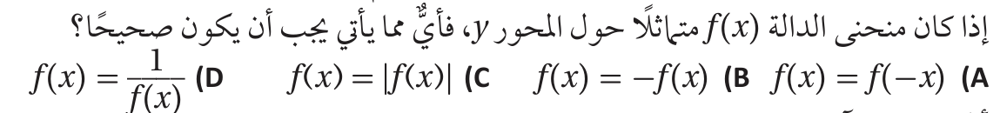 إذا كان منحنى الدالة f(x) متماثلًا حول المحور y، فأيٌّ مما يأتي يجب أن يكون صحيحًا؟
A) f(x) = f(−x) B) f(x) = −f(x) C) f(x) = |f(x)| D) f(x) = 1/f(x)